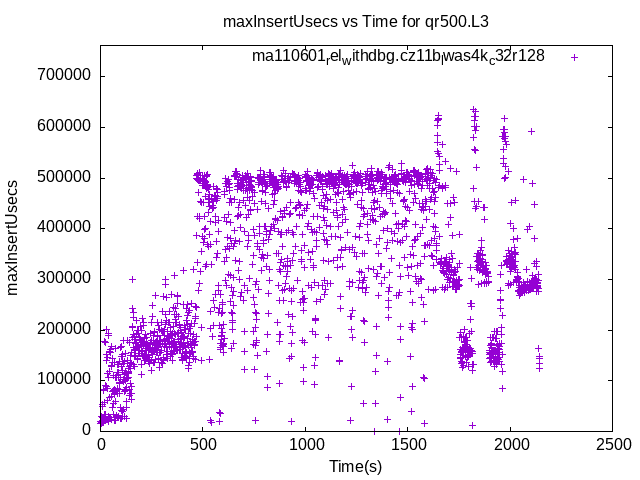 maxInsertUsecs vs Time for qr500.L3
ma110601relwithdbg.cz11bjwas4kc32r128
700000
600000
500000
400000
300000
200000
100000
0
maxInsertUsecs
0 500 1000 1500 2000 2500
Time(s)